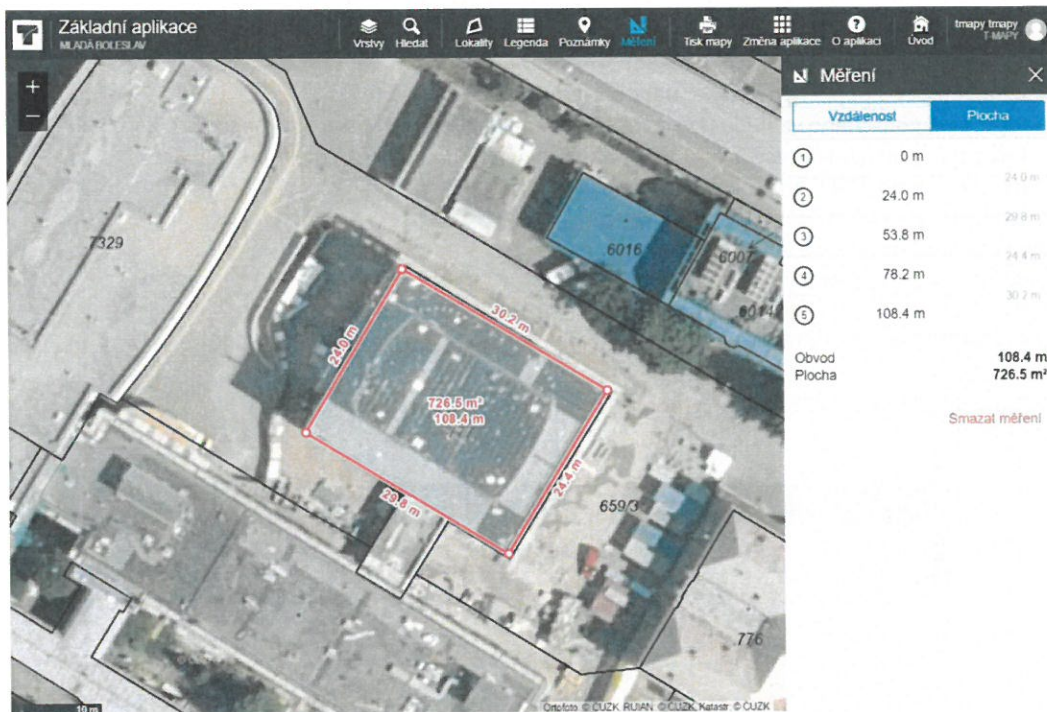 Základní aplikace
MLADÁ BOLESLAV
Vrstvy
Hledat
Lokality
Legenda
Poznámky
Měření
Tisk mapy
Změna aplikace
O aplikaci
Úvod
tmapy tmapy
T-MAPY
+
−
Měření
Vzdálenost
Plocha
1 0 m
24.0 m
2 24.0 m
29.8 m
3 53.8 m
24.4 m
4 78.2 m
30.2 m
5 108.4 m
Obvod 108.4 m
Plocha 726.5 m²
Smazat měření
7329
6016
6007
6014/
30.2 m
24.0 m
726.5 m²
108.4 m
24.4 m
29.8 m
659/3
776
10 m
Ortofoto © ČÚZK, RÚIAN: © ČÚZK, Katastr: © ČÚZK